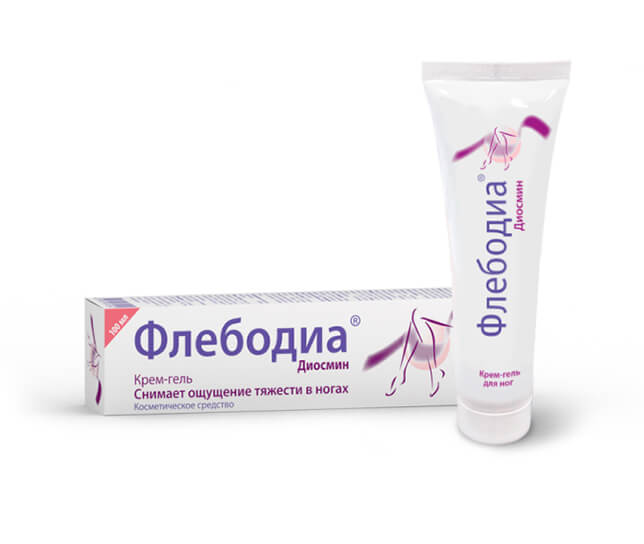 100 мл
Флебодиа®
Диосмин
Крем-гель
Снимает ощущение тяжести в ногах
Косметическое средство
Флебодиа®
Диосмин
Крем-гель
для ног